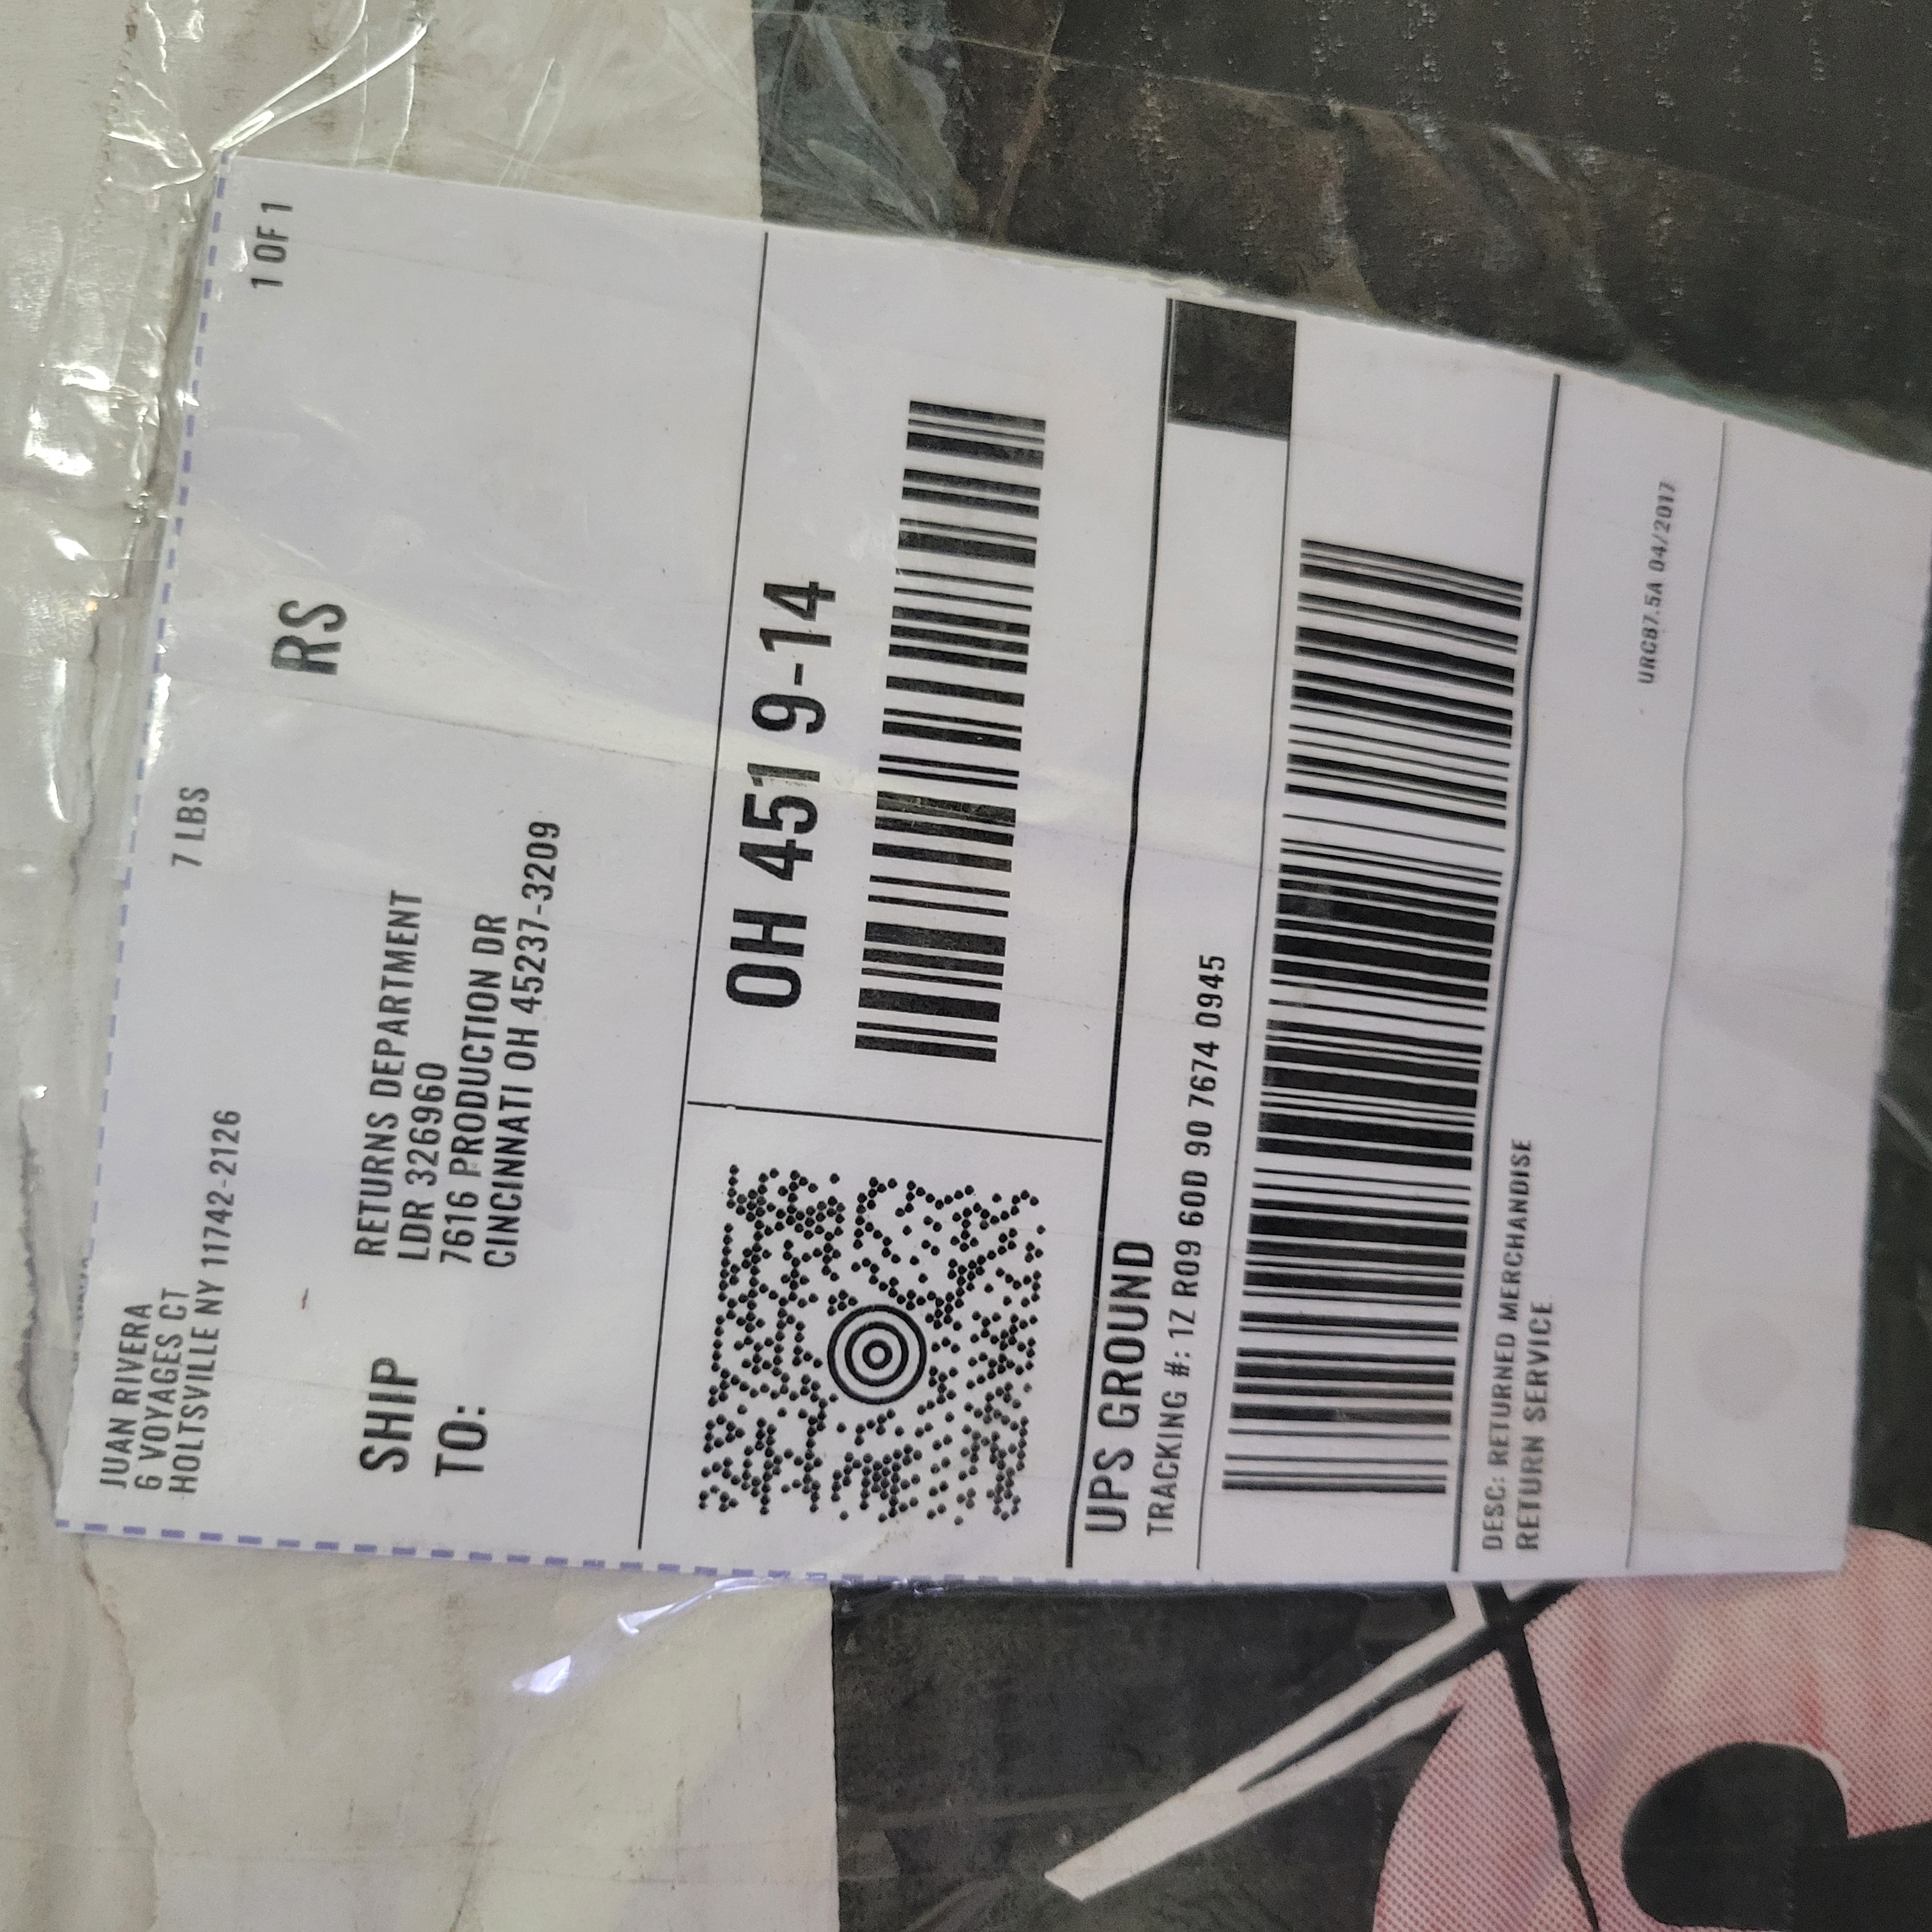 JUAN RIVERA
6 VOYAGES CT
HOLTSVILLE NY 11742-2126
7 LBS
1 OF 1
RS
SHIP
TO:
RETURNS DEPARTMENT
LDR 326960
7616 PRODUCTION DR
CINCINNATI OH 45237-3209
OH 451 9-14
UPS GROUND
TRACKING #: 1Z R09 60D 90 7674 0945
DESC: RETURNED MERCHANDISE
RETURN SERVICE
URC87.5A 04/2017